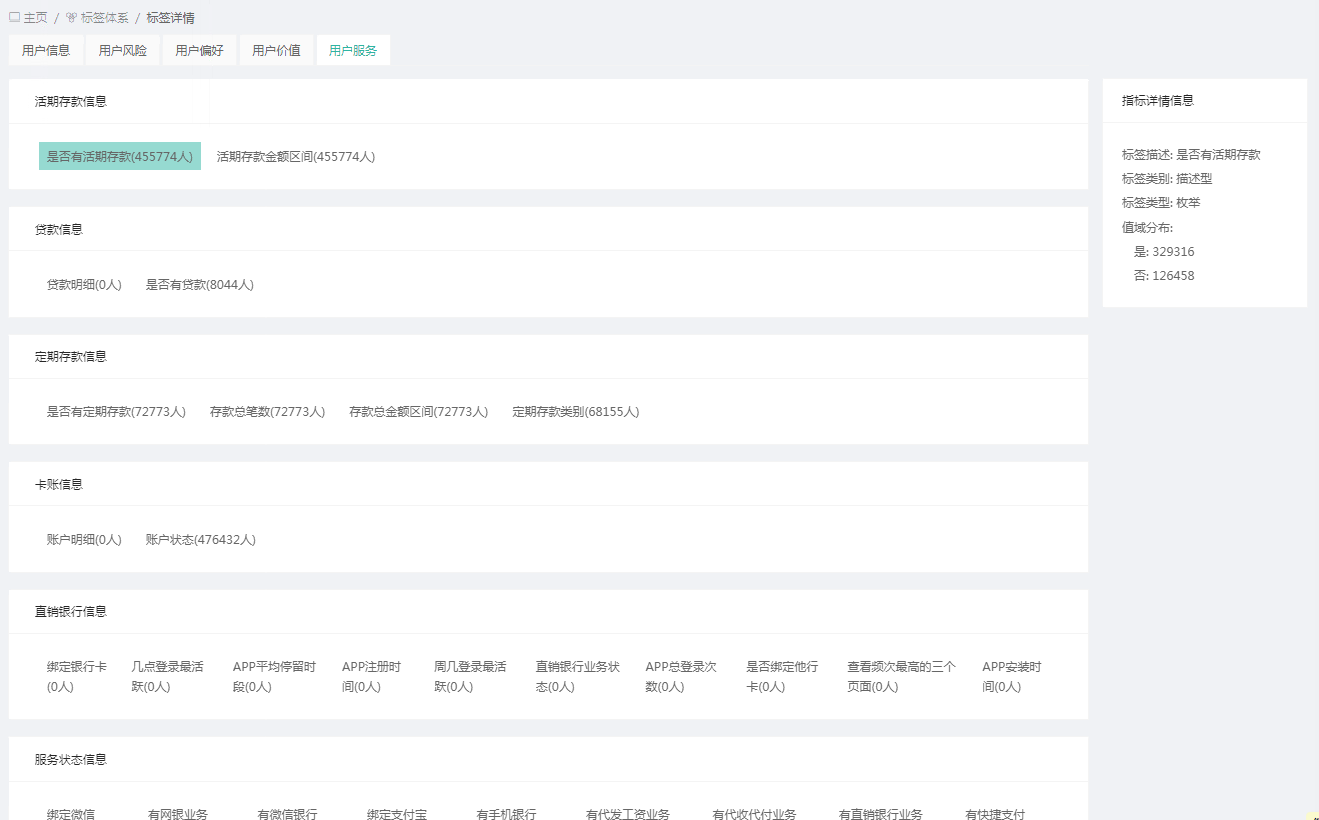 主页 / 标签体系 / 标签详情
用户信息 用户风险 用户偏好 用户价值 用户服务
活期存款信息
是否有活期存款(455774人) 活期存款金额区间(455774人)
贷款信息
贷款明细(0人) 是否有贷款(8044人)
定期存款信息
是否有定期存款(72773人) 存款总笔数(72773人) 存款总金额区间(72773人) 定期存款类别(68155人)
卡账信息
账户明细(0人) 账户状态(476432人)
直销银行信息
绑定银行卡 几点登录最活 APP平均停留时 APP注册时 周几登录最活 直销银行业务状 APP总登录次 是否绑定他行 查看频次最高的三个 APP安装时
(0人) 跃(0人) 段(0人) 间(0人) 跃(0人) 态(0人) 数(0人) 卡(0人) 页面(0人) 间(0人)
服务状态信息
绑定微信 有网银业务 有微信银行 绑定支付宝 有手机银行 有代发工资业务 有代收代付业务 有直销银行业务 有快捷支付
指标详情信息
标签描述: 是否有活期存款
标签类别: 描述型
标签类型: 枚举
值域分布:
是: 329316
否: 126458